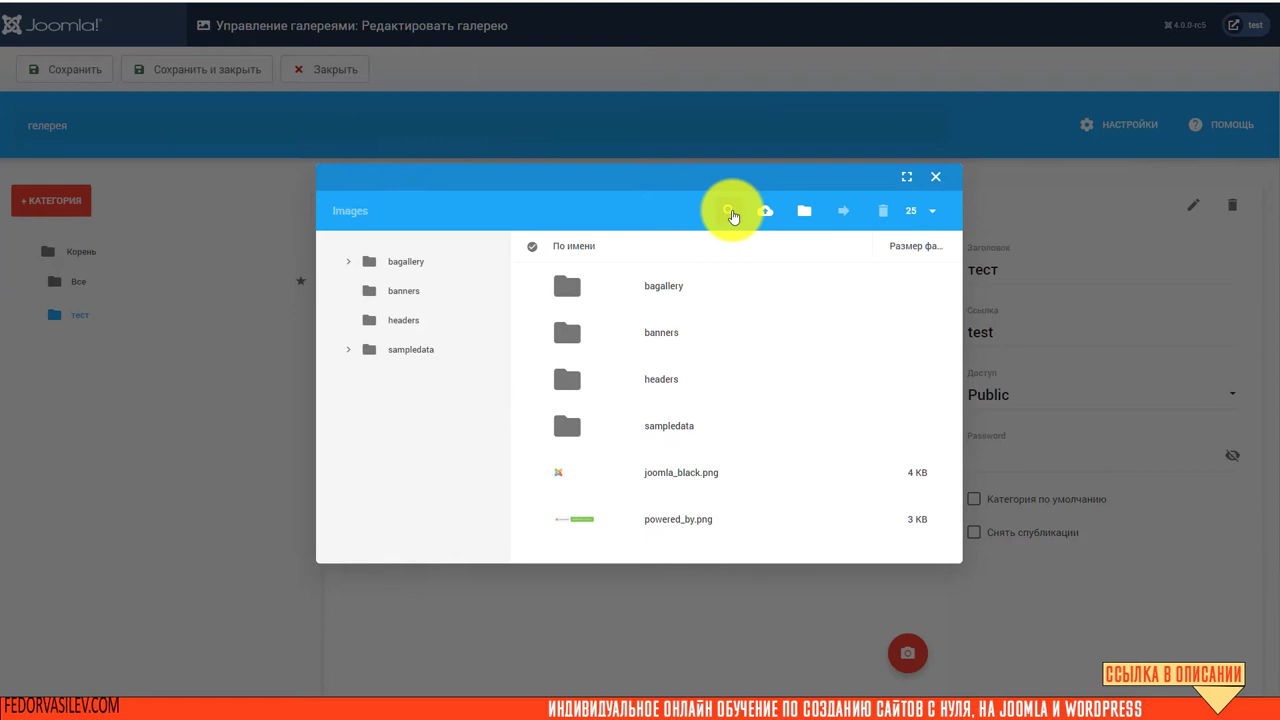 Joomla!
Управление галереями: Редактировать галерею
4.0.0-rc5
test
Сохранить
Сохранить и закрыть
Закрыть
галерея
НАСТРОЙКИ
ПОМОЩЬ
+ КАТЕГОРИЯ
Корень
Все
тест
Images
25
По имени
Размер фа...
bagallery
banners
headers
sampledata
bagallery
banners
headers
sampledata
joomla_black.png
4 KB
powered_by.png
3 KB
Заголовок
тест
Ссылка
test
Доступ
Public
Password
Категория по умолчанию
Снять спубликации
ССЫЛКА В ОПИСАНИИ
FEDORVASILEV.COM
ИНДИВИДУАЛЬНОЕ ОНЛАЙН ОБУЧЕНИЕ ПО СОЗДАНИЮ САЙТОВ С НУЛЯ, НА JOOMLA И WORDPRESS